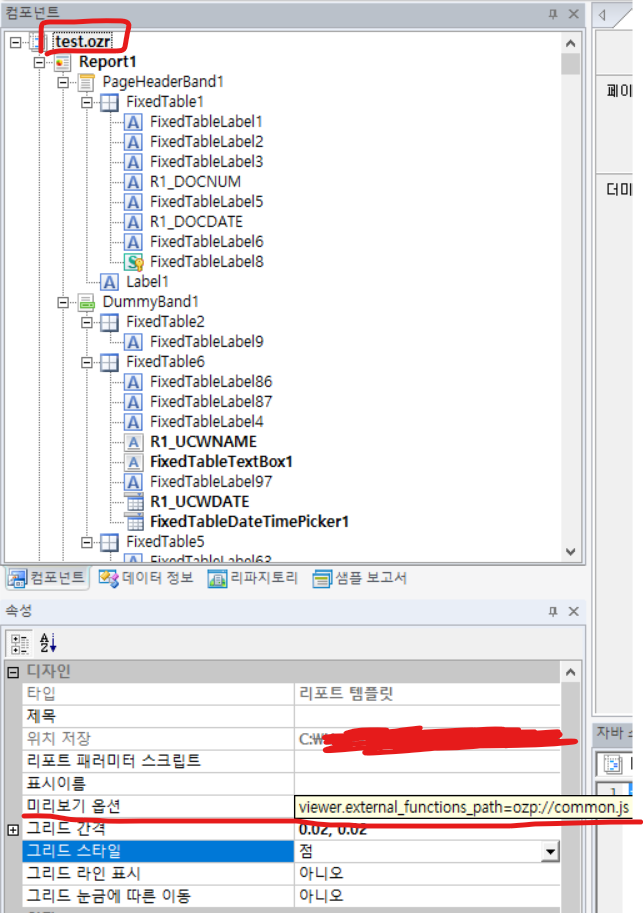 컴포넌트
test.ozr
Report1
PageHeaderBand1
FixedTable1
FixedTableLabel1
FixedTableLabel2
FixedTableLabel3
R1_DOCNUM
FixedTableLabel5
R1_DOCDATE
FixedTableLabel6
FixedTableLabel8
Label1
DummyBand1
FixedTable2
FixedTableLabel9
FixedTable6
FixedTableLabel86
FixedTableLabel87
FixedTableLabel4
R1_UCWNAME
FixedTableTextBox1
FixedTableLabel97
R1_UCWDATE
FixedTableDateTimePicker1
FixedTable5
FixedTableLabel63
페이
더미
컴포넌트 데이터 정보 리파지토리 샘플 보고서
속성
디자인
타입 리포트 템플릿
제목
위치 저장 C:\
리포트 패러미터 스크립트
표시이름
미리보기 옵션 viewer.external_functions_path=ozp://common.js
그리드 간격 0.02, 0.02
그리드 스타일 점
그리드 라인 표시 아니오
그리드 눈금에 따른 이동 아니오
자바
1